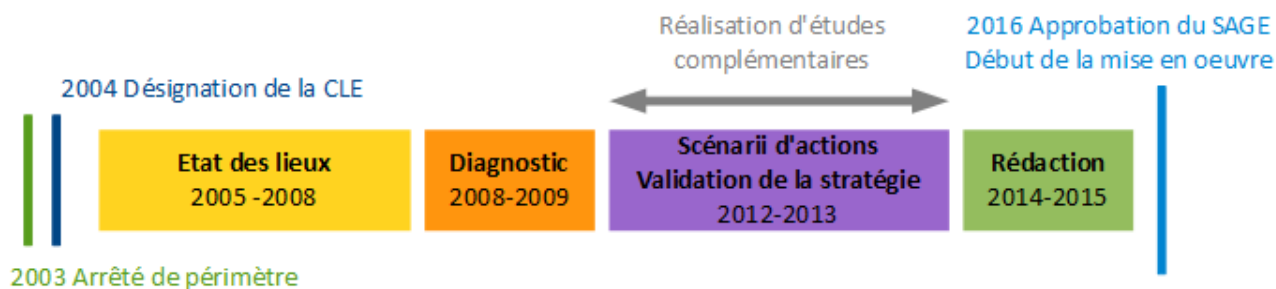 Réalisation d'études
complémentaires
2016 Approbation du SAGE
Début de la mise en oeuvre
2004 Désignation de la CLE
Etat des lieux
2005 -2008
Diagnostic
2008-2009
Scénarii d'actions
Validation de la stratégie
2012-2013
Rédaction
2014-2015
2003 Arrêté de périmètre